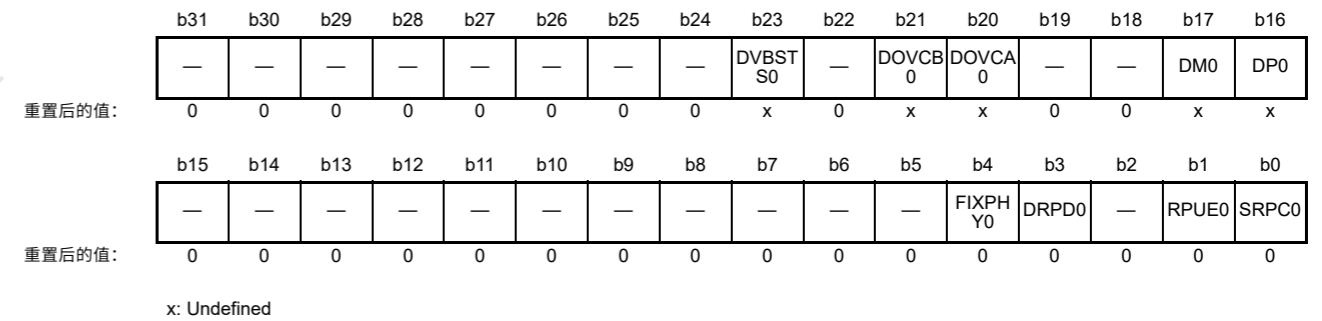 b31 b30 b29 b28 b27 b26 b25 b24 b23 b22 b21 b20 b19 b18 b17 b16
— — — — — — — — DVBST — DOVCB DOVCA — — DM0 DP0
S0 0 0
重置后的值： 0 0 0 0 0 0 0 0 x 0 x x 0 0 x x
b15 b14 b13 b12 b11 b10 b9 b8 b7 b6 b5 b4 b3 b2 b1 b0
— — — — — — — — — — — FIXPH DRPD0 — RPUE0 SRPC0
Y0
重置后的值： 0 0 0 0 0 0 0 0 0 0 0 0 0 0 0 0
x: Undefined